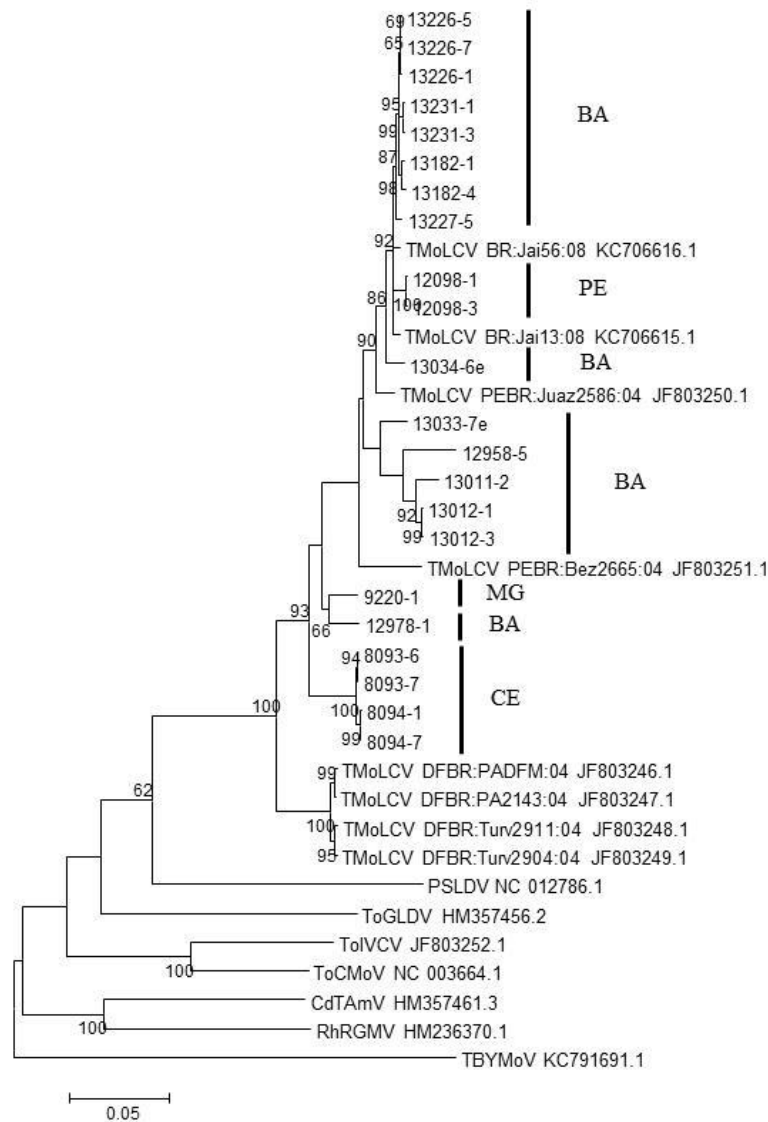 69
13226-5
65
13226-7
13226-1
95
13231-1
BA
99
13231-3
87
13182-1
98
13182-4
13227-5
92
TMoLCV BR:Jai56:08 KC706616.1
12098-1
PE
86
100
12098-3
TMoLCV BR:Jai13:08 KC706615.1
90
13034-6e
BA
TMoLCV PEBR:Juaz2586:04 JF803250.1
13033-7e
12958-5
13011-2
BA
92
13012-1
99
13012-3
TMoLCV PEBR:Bez2665:04 JF803251.1
9220-1
MG
93
66
12978-1
BA
94
8093-6
8093-7
CE
100
100
8094-1
99
8094-7
99
TMoLCV DFBR:PADFM:04 JF803246.1
62
TMoLCV DFBR:PA2143:04 JF803247.1
100
TMoLCV DFBR:Turv2911:04 JF803248.1
95
TMoLCV DFBR:Turv2904:04 JF803249.1
PSLDV NC 012786.1
ToGLDV HM357456.2
TolVCV JF803252.1
100
ToCMoV NC 003664.1
CdTAmV HM357461.3
100
RhRGMV HM236370.1
TBYMoV KC791691.1
0.05